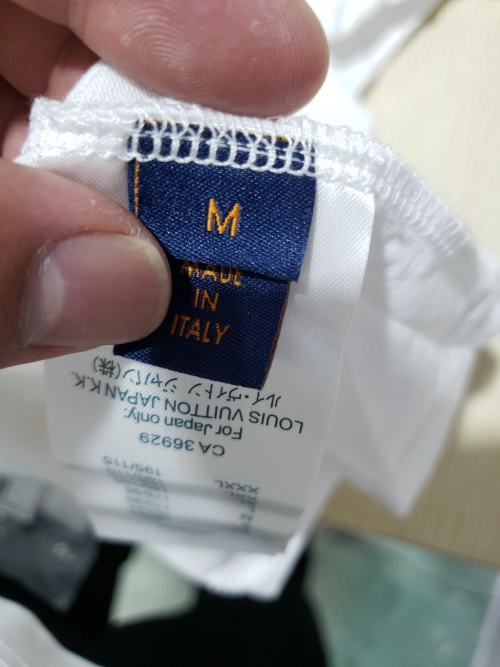 M
MADE
IN
ITALY
XXXL
195/115
CA 36929
For Japan only:
LOUIS VUITTON JAPAN K.K.
ルイ・ヴィトン ジャパン(株)